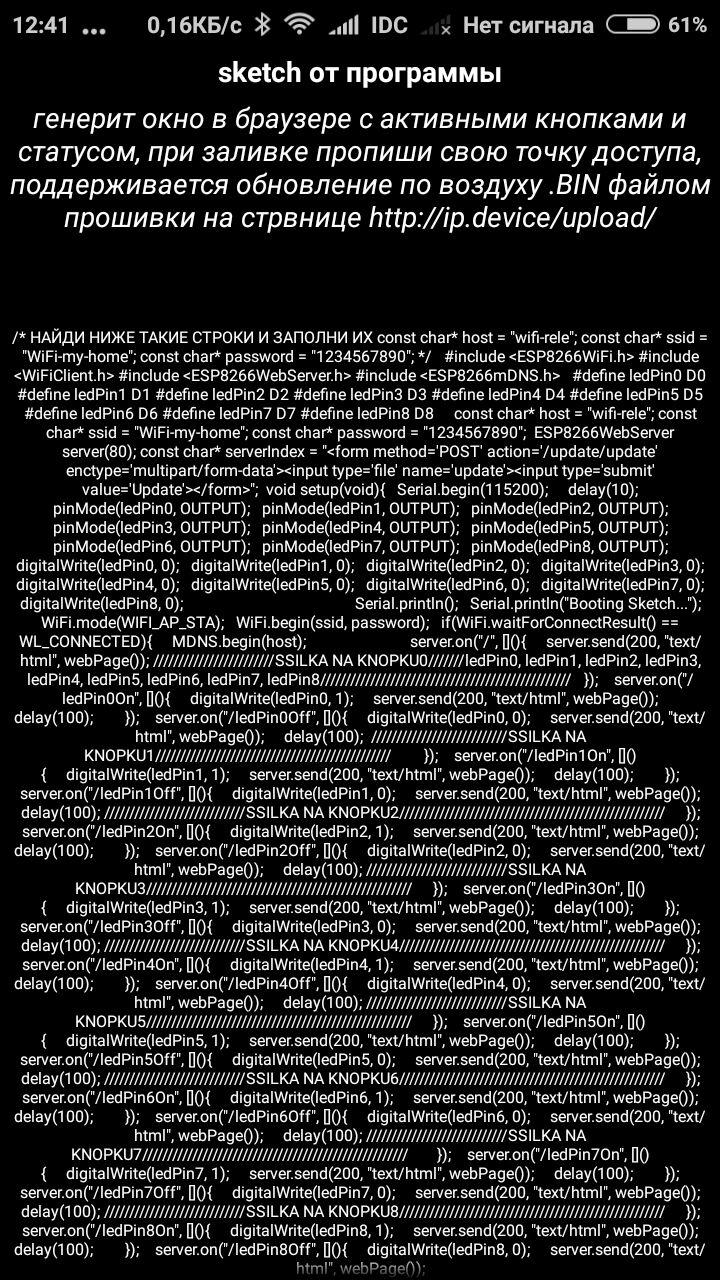 12:41 ... 0,16КБ/с IDC Нет сигнала 61%
sketch от программы
генерит окно в браузере с активными кнопками и
статусом, при заливке пропиши свою точку доступа,
поддерживается обновление по воздуху .BIN файлом
прошивки на стрвнице http://ip.device/upload/
/* НАЙДИ НИЖЕ ТАКИЕ СТРОКИ И ЗАПОЛНИ ИХ const char* host = "wifi-rele"; const char* ssid =
"WiFi-my-home"; const char* password = "1234567890"; */ #include <ESP8266WiFi.h> #include
<WiFiClient.h> #include <ESP8266WebServer.h> #include <ESP8266mDNS.h> #define ledPin0 D0
#define ledPin1 D1 #define ledPin2 D2 #define ledPin3 D3 #define ledPin4 D4 #define ledPin5 D5
#define ledPin6 D6 #define ledPin7 D7 #define ledPin8 D8 const char* host = "wifi-rele"; const
char* ssid = "WiFi-my-home"; const char* password = "1234567890"; ESP8266WebServer
server(80); const char* serverIndex = "<form method='POST' action='/update/update'
enctype='multipart/form-data'><input type='file' name='update'><input type='submit'
value='Update'></form>"; void setup(void){ Serial.begin(115200); delay(10);
pinMode(ledPin0, OUTPUT); pinMode(ledPin1, OUTPUT); pinMode(ledPin2, OUTPUT);
pinMode(ledPin3, OUTPUT); pinMode(ledPin4, OUTPUT); pinMode(ledPin5, OUTPUT);
pinMode(ledPin6, OUTPUT); pinMode(ledPin7, OUTPUT); pinMode(ledPin8, OUTPUT);
digitalWrite(ledPin0, 0); digitalWrite(ledPin1, 0); digitalWrite(ledPin2, 0); digitalWrite(ledPin3, 0);
digitalWrite(ledPin4, 0); digitalWrite(ledPin5, 0); digitalWrite(ledPin6, 0); digitalWrite(ledPin7, 0);
digitalWrite(ledPin8, 0); Serial.println(); Serial.println("Booting Sketch...");
WiFi.mode(WIFI_AP_STA); WiFi.begin(ssid, password); if(WiFi.waitForConnectResult() ==
WL_CONNECTED){ MDNS.begin(host); server.on("/", [](){ server.send(200, "text/
html", webPage()); ////////////////////////SSILKA NA KNOPKU0///////ledPin0, ledPin1, ledPin2, ledPin3,
ledPin4, ledPin5, ledPin6, ledPin7, ledPin8////////////////////////////////////////////////// }); server.on("/
ledPin0On", [](){ digitalWrite(ledPin0, 1); server.send(200, "text/html", webPage());
delay(100); }); server.on("/ledPin0Off", [](){ digitalWrite(ledPin0, 0); server.send(200, "text/
html", webPage()); delay(100); ///////////////////////////SSILKA NA
KNOPKU1/////////////////////////////////////////////// }); server.on("/ledPin1On", []()
{ digitalWrite(ledPin1, 1); server.send(200, "text/html", webPage()); delay(100); });
server.on("/ledPin1Off", [](){ digitalWrite(ledPin1, 0); server.send(200, "text/html", webPage());
delay(100); ////////////////////////////SSILKA NA KNOPKU2///////////////////////////////////////////////////// });
server.on("/ledPin2On", [](){ digitalWrite(ledPin2, 1); server.send(200, "text/html", webPage());
delay(100); }); server.on("/ledPin2Off", [](){ digitalWrite(ledPin2, 0); server.send(200, "text/
html", webPage()); delay(100); ////////////////////////////SSILKA NA
KNOPKU3///////////////////////////////////////////////////// }); server.on("/ledPin3On", []()
{ digitalWrite(ledPin3, 1); server.send(200, "text/html", webPage()); delay(100); });
server.on("/ledPin3Off", [](){ digitalWrite(ledPin3, 0); server.send(200, "text/html", webPage());
delay(100); ////////////////////////////SSILKA NA KNOPKU4///////////////////////////////////////////////////// });
server.on("/ledPin4On", [](){ digitalWrite(ledPin4, 1); server.send(200, "text/html", webPage());
delay(100); }); server.on("/ledPin4Off", [](){ digitalWrite(ledPin4, 0); server.send(200, "text/
html", webPage()); delay(100); ////////////////////////////SSILKA NA
KNOPKU5///////////////////////////////////////////////////// }); server.on("/ledPin5On", []()
{ digitalWrite(ledPin5, 1); server.send(200, "text/html", webPage()); delay(100); });
server.on("/ledPin5Off", [](){ digitalWrite(ledPin5, 0); server.send(200, "text/html", webPage());
delay(100); ////////////////////////////SSILKA NA KNOPKU6///////////////////////////////////////////////////// });
server.on("/ledPin6On", [](){ digitalWrite(ledPin6, 1); server.send(200, "text/html", webPage());
delay(100); }); server.on("/ledPin6Off", [](){ digitalWrite(ledPin6, 0); server.send(200, "text/
html", webPage()); delay(100); ////////////////////////////SSILKA NA
KNOPKU7///////////////////////////////////////////////////// }); server.on("/ledPin7On", []()
{ digitalWrite(ledPin7, 1); server.send(200, "text/html", webPage()); delay(100); });
server.on("/ledPin7Off", [](){ digitalWrite(ledPin7, 0); server.send(200, "text/html", webPage());
delay(100); ////////////////////////////SSILKA NA KNOPKU8///////////////////////////////////////////////////// });
server.on("/ledPin8On", [](){ digitalWrite(ledPin8, 1); server.send(200, "text/html", webPage());
delay(100); }); server.on("/ledPin8Off", [](){ digitalWrite(ledPin8, 0); server.send(200, "text/
html", webPage());